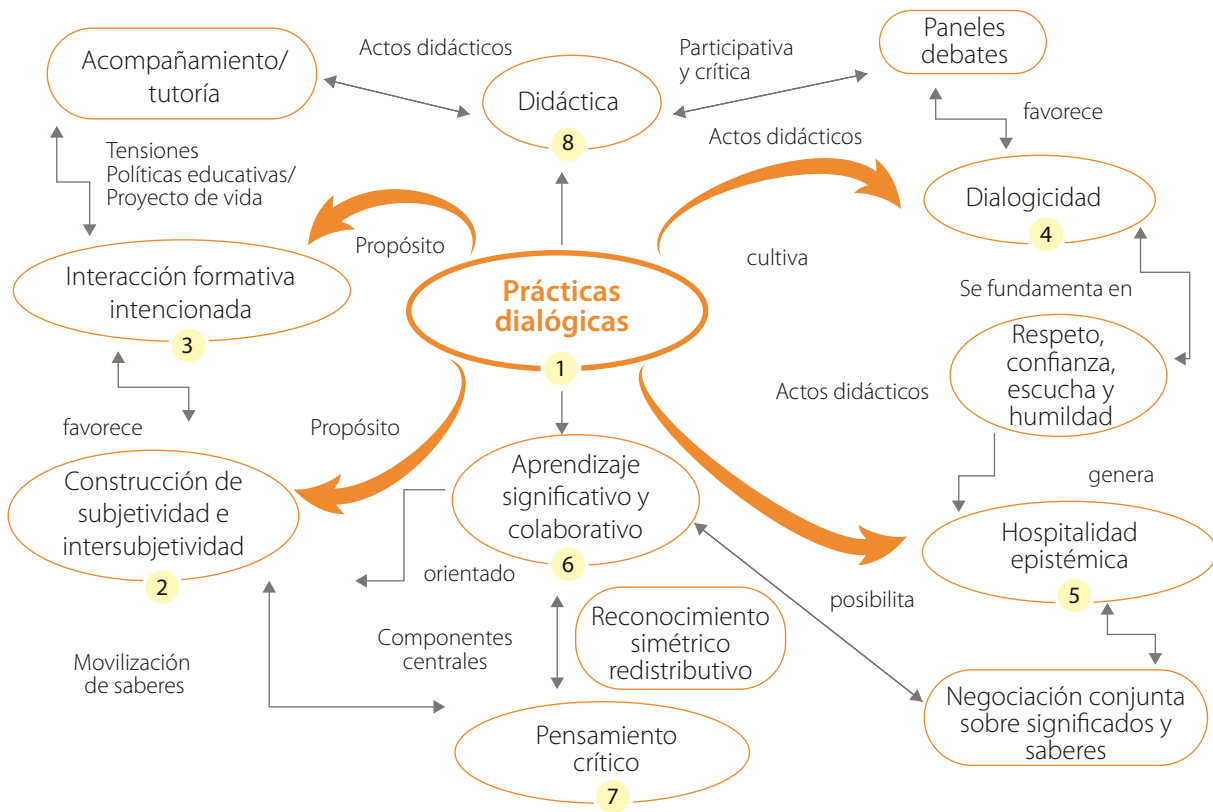 Acompañamiento/
tutoría
Actos didácticos
Didáctica
8
Participativa
y crítica
Paneles
debates
favorece
Tensiones
Políticas educativas/
Proyecto de vida
Actos didácticos
Dialogicidad
4
Propósito
Interacción formativa
intencionada
3
Prácticas
dialógicas
1
cultiva
Se fundamenta en
Respeto,
confianza,
escucha y
humildad
Actos didácticos
favorece
Propósito
Construcción de
subjetividad e
intersubjetividad
2
Aprendizaje
significativo y
colaborativo
6
genera
Hospitalidad
epistémica
5
orientado
posibilita
Reconocimiento
simétrico
redistributivo
Componentes
centrales
Movilización
de saberes
Negociación conjunta
sobre significados y
saberes
Pensamiento
crítico
7